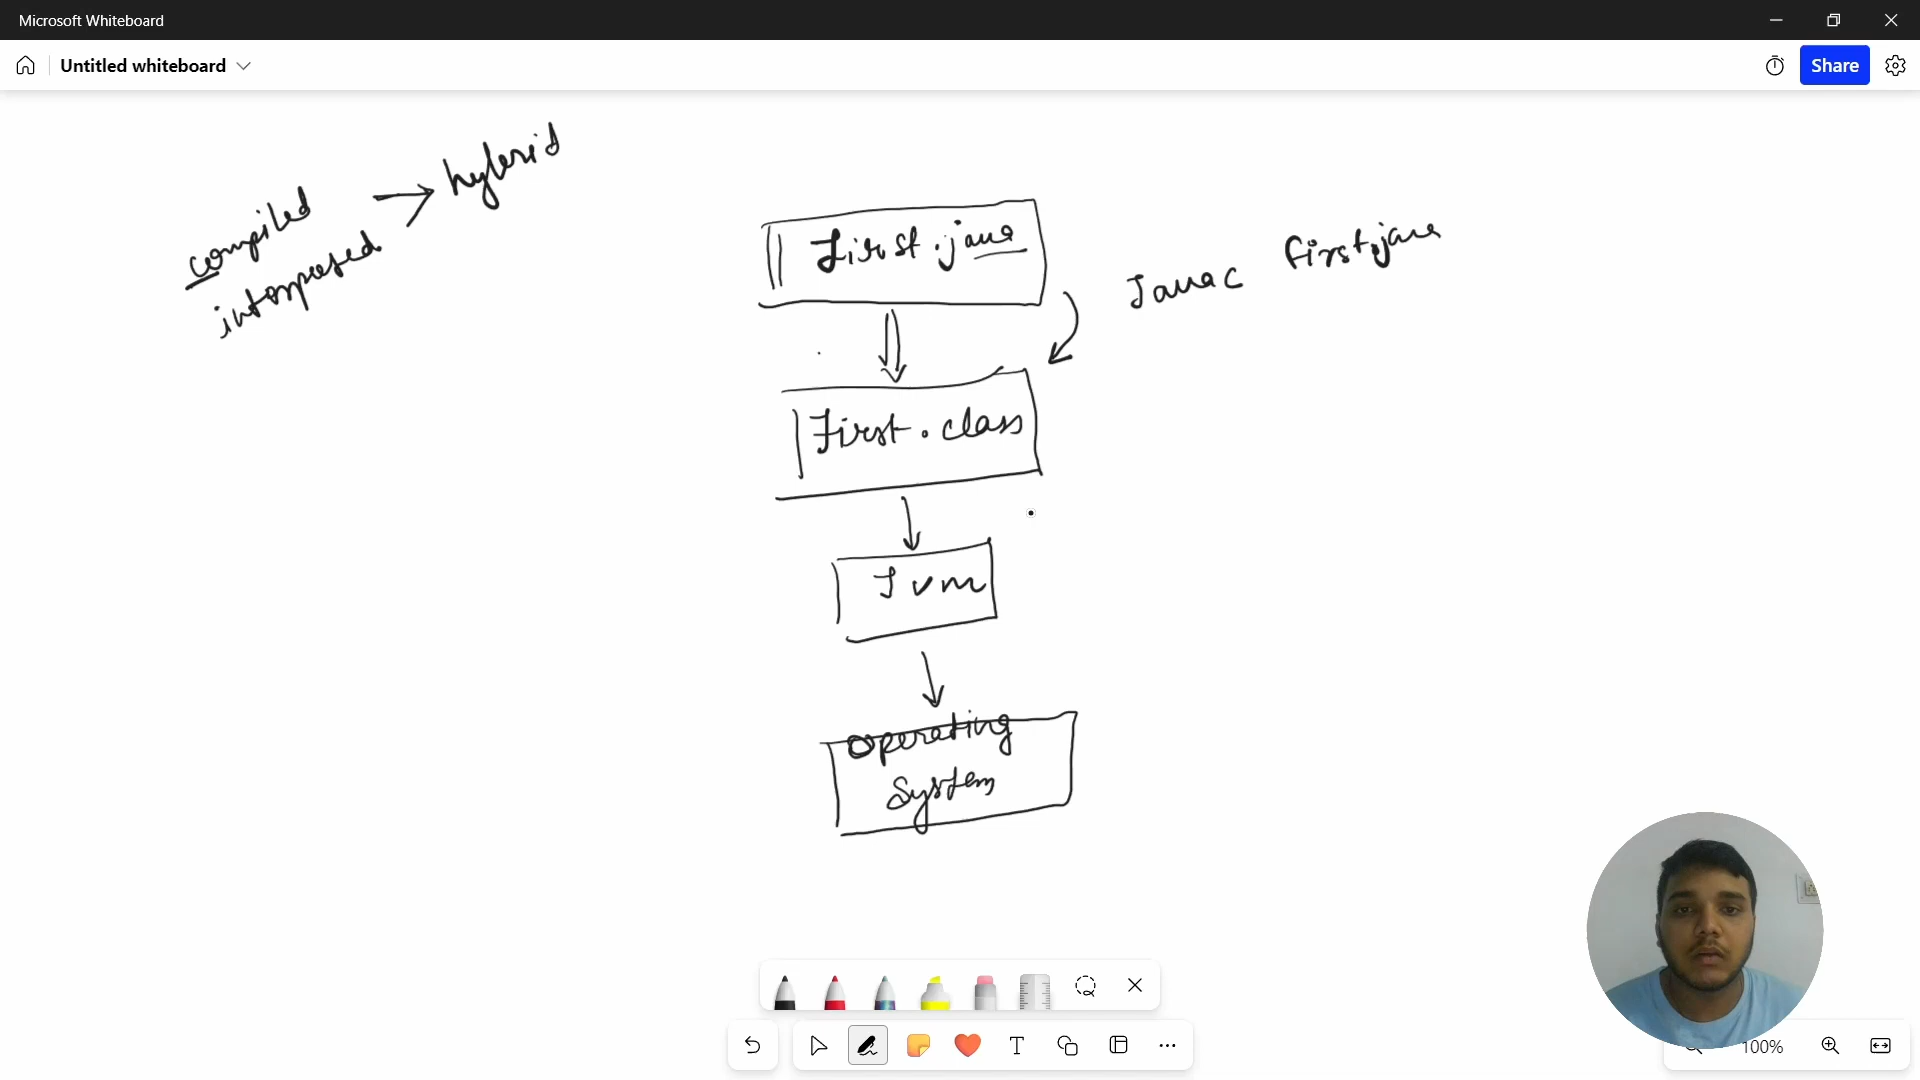 Microsoft Whiteboard
Untitled whiteboard
Share
compiled
interpreted
→ hybrid
First.java
Javac first.java
First.class
Jvm
operating
system
100%